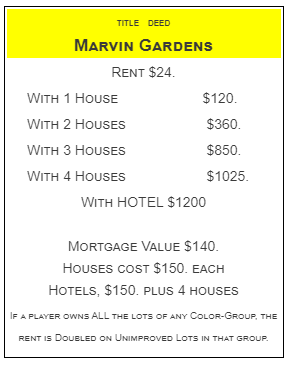 TITLE DEED
MARVIN GARDENS
RENT $24.
WITH 1 HOUSE $120.
WITH 2 HOUSES $360.
WITH 3 HOUSES $850.
WITH 4 HOUSES $1025.
WITH HOTEL $1200
MORTGAGE VALUE $140.
HOUSES COST $150. EACH
HOTELS, $150. PLUS 4 HOUSES
IF A PLAYER OWNS ALL THE LOTS OF ANY COLOR-GROUP, THE
RENT IS DOUBLED ON UNIMPROVED LOTS IN THAT GROUP.